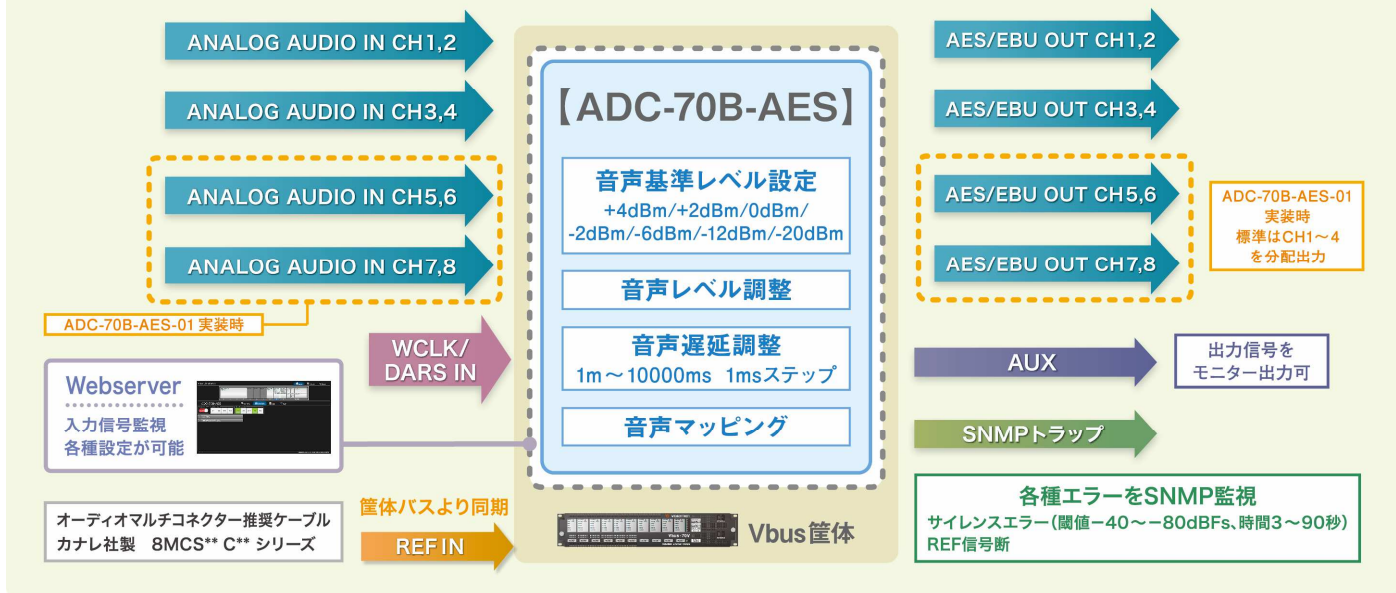 ANALOG AUDIO IN CH1,2
ANALOG AUDIO IN CH3,4
ANALOG AUDIO IN CH5,6
ANALOG AUDIO IN CH7,8
ADC-70B-AES-01 実装時
WCLK/
DARS IN
Webserver
入力信号監視
各種設定が可能
オーディオマルチコネクター推奨ケーブル
カナレ社製 8MCS** C** シリーズ
筐体バスより同期
REF IN
【ADC-70B-AES】
音声基準レベル設定
+4dBm/+2dBm/0dBm/
-2dBm/-6dBm/-12dBm/-20dBm
音声レベル調整
音声遅延調整
1m～10000ms 1msステップ
音声マッピング
Vbus筐体
AES/EBU OUT CH1,2
AES/EBU OUT CH3,4
AES/EBU OUT CH5,6
AES/EBU OUT CH7,8
ADC-70B-AES-01
実装時
標準はCH1～4
を分配出力
AUX
出力信号を
モニター出力可
SNMPトラップ
各種エラーをSNMP監視
サイレンスエラー(閾値－40～－80dBFs、時間3～90秒)
REF信号断